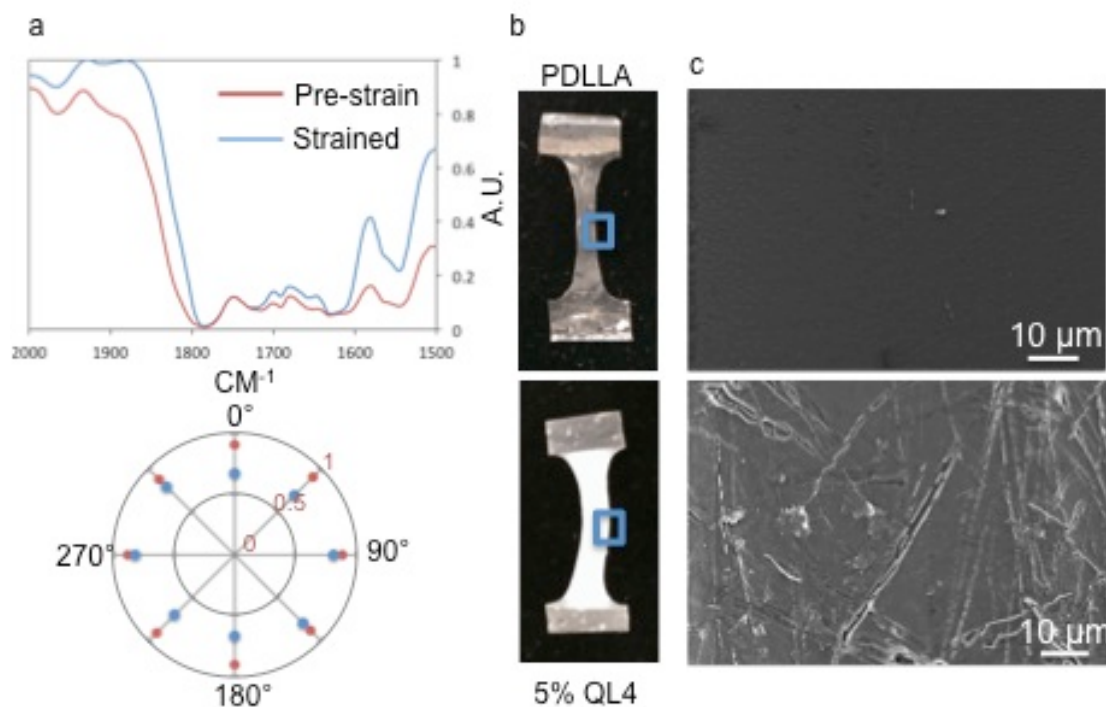 a
Pre-strain
Strained
1
0.8
0.6
0.4
0.2
0
A.U.
2000 1900 1800 1700 1600 1500
CM-1
0°
1
0.5
0
270°
90°
180°
b
PDLLA
5% QL4
c
10 µm
10 µm